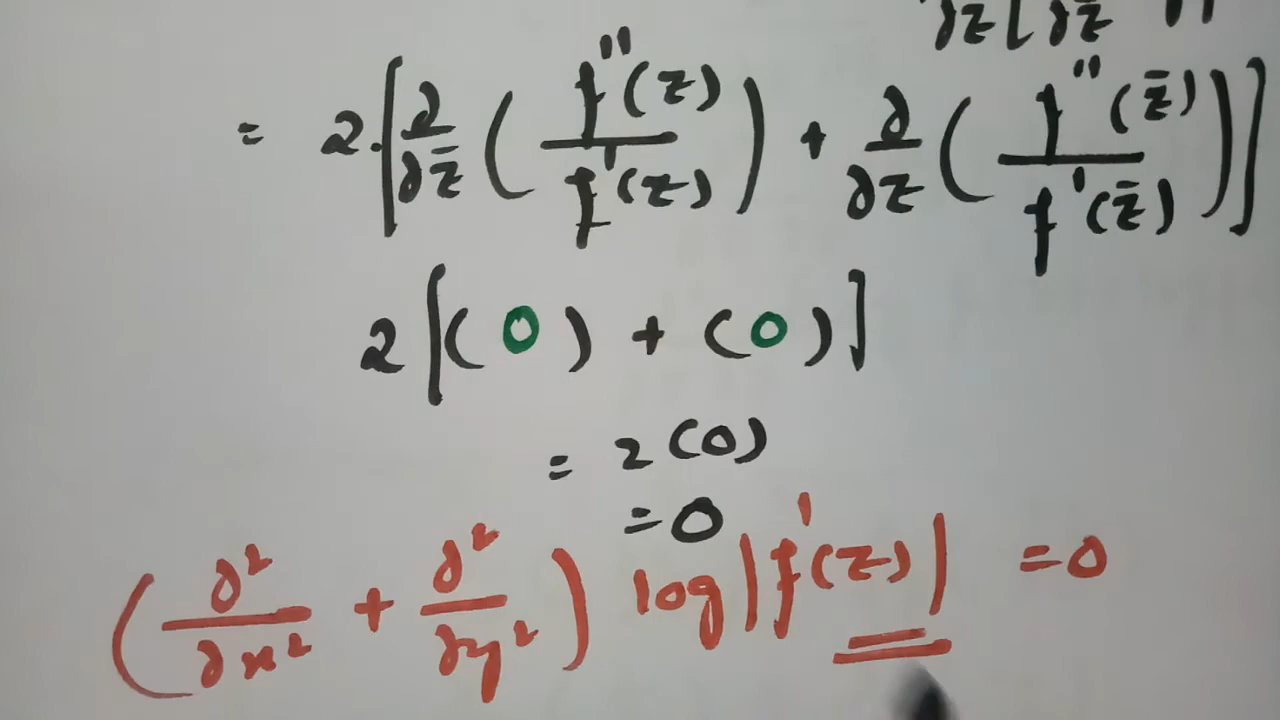 ∂z[∂z̄
= 2.[∂/∂z̄ (f''(z)/f'(z)) + ∂/∂z (f''(z̄)/f'(z̄))]
2[(0) + (0)]
= 2(0)
= 0
(∂²/∂x² + ∂²/∂y²) log|f'(z)| = 0